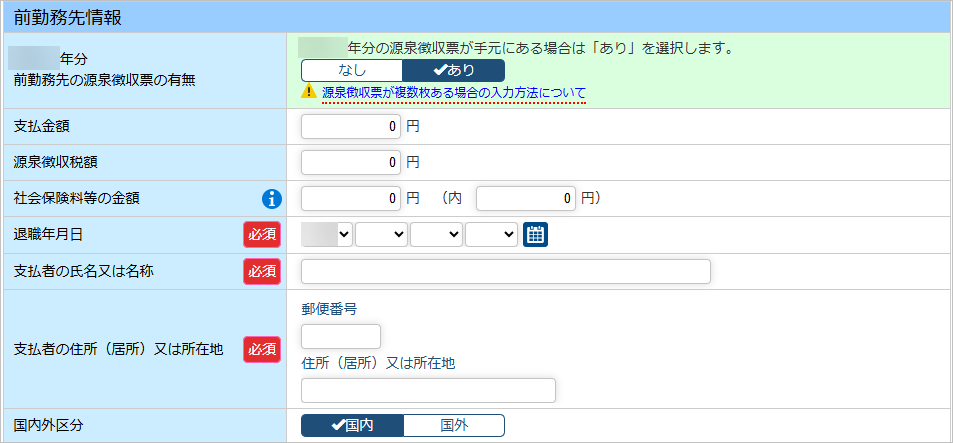 前勤務先情報
年分
前勤務先の源泉徴収票の有無
年分の源泉徴収票が手元にある場合は「あり」を選択します。
なし
あり
源泉徴収票が複数枚ある場合の入力方法について
支払金額
0 円
源泉徴収税額
0 円
社会保険料等の金額
0 円 （内 0 円）
退職年月日 必須
支払者の氏名又は名称 必須
郵便番号
支払者の住所（居所）又は所在地 必須
住所（居所）又は所在地
国内外区分
国内
国外